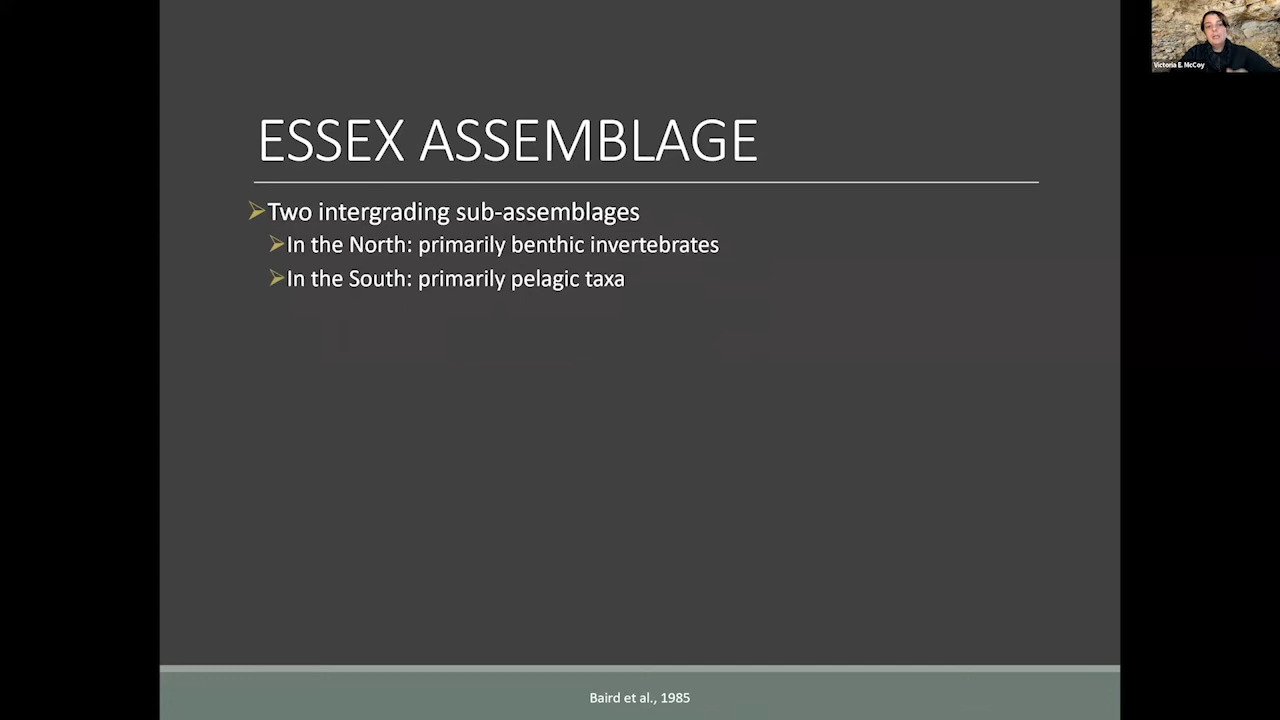 Victoria E. McCoy
ESSEX ASSEMBLAGE
Two intergrading sub-assemblages
In the North: primarily benthic invertebrates
In the South: primarily pelagic taxa
Baird et al., 1985